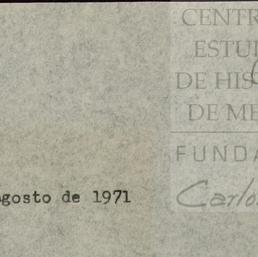 CENTR
ESTU
DE HIS
DE ME
FUNDA
Carlo
gosto de 1971